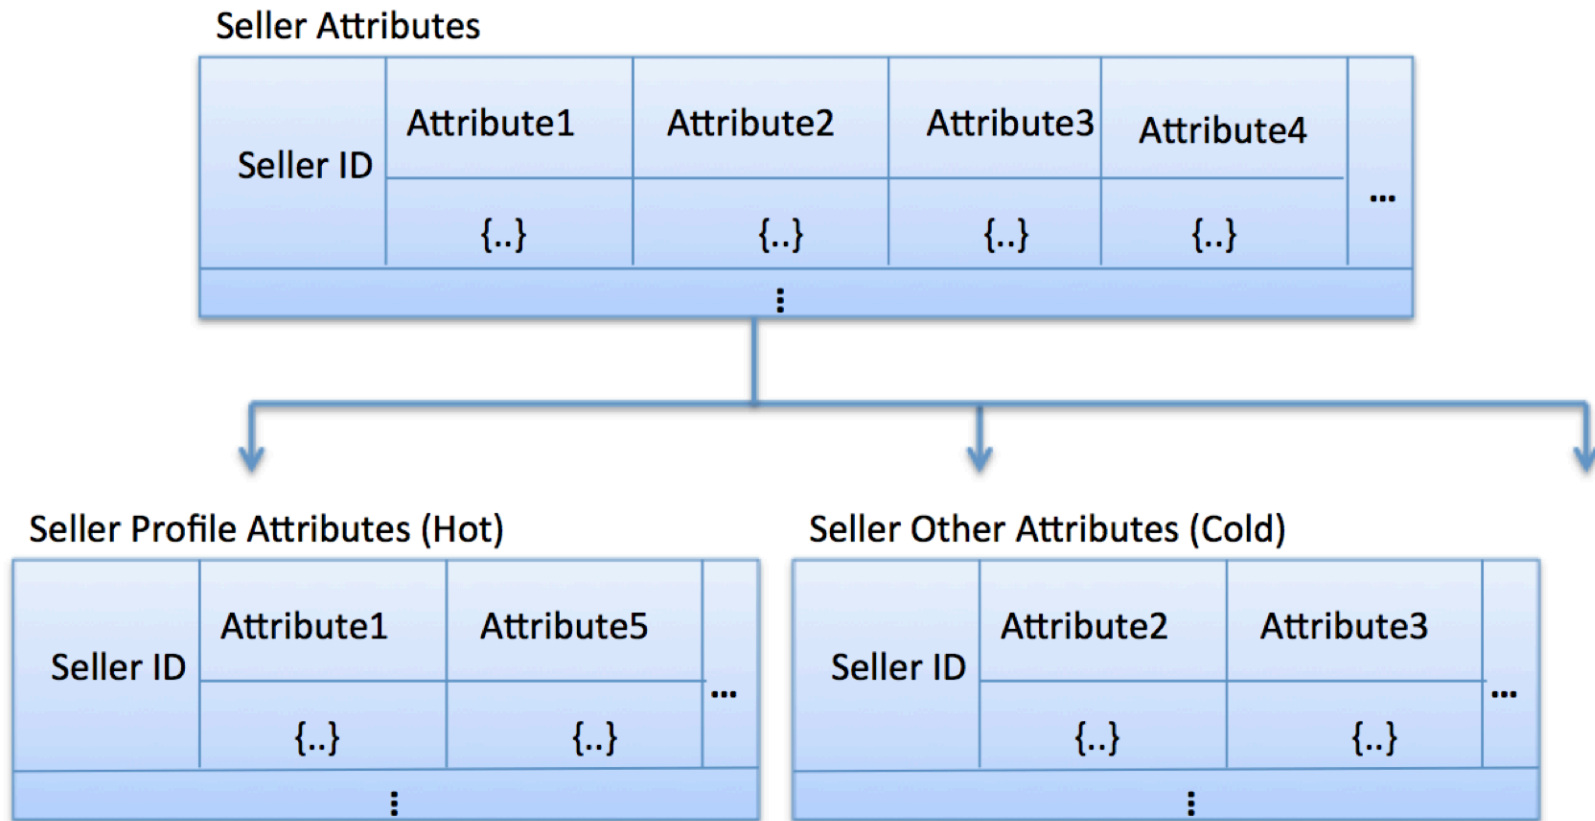 Seller Attributes
Seller ID
Attribute1
Attribute2
Attribute3
Attribute4
...
{..}
{..}
{..}
{..}
⋮
Seller Profile Attributes (Hot)
Seller ID
Attribute1
Attribute5
...
{..}
{..}
⋮
Seller Other Attributes (Cold)
Seller ID
Attribute2
Attribute3
...
{..}
{..}
⋮